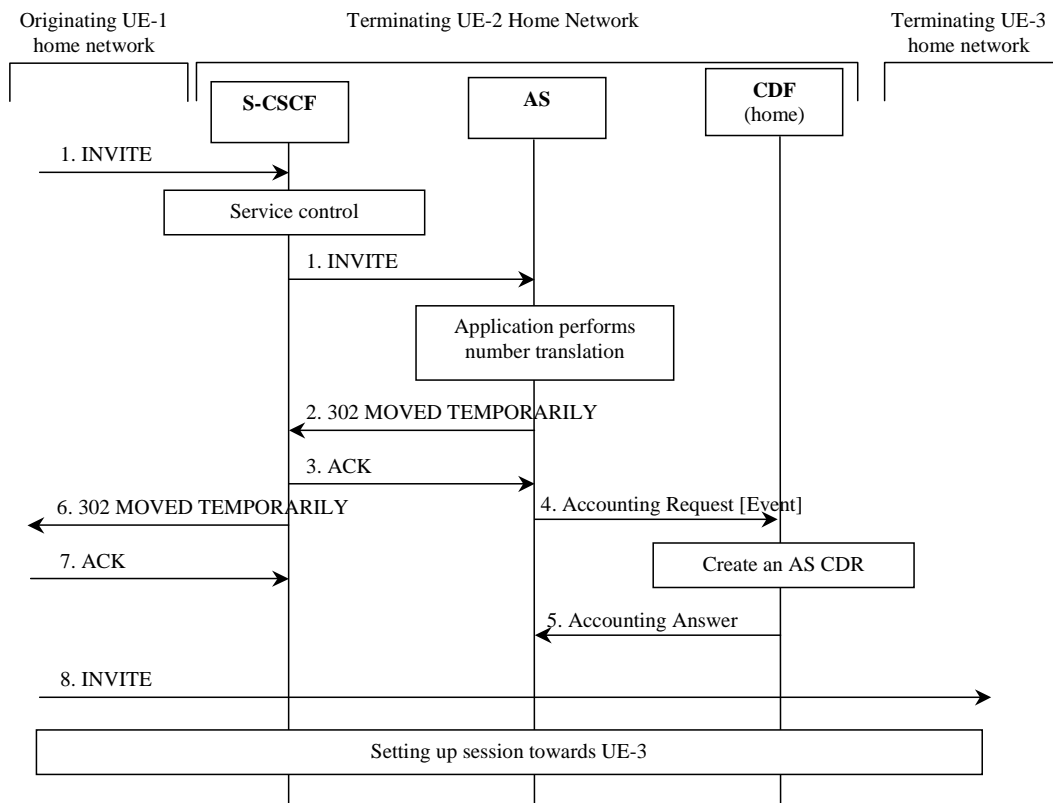 Originating UE-1
home network
Terminating UE-2 Home Network
Terminating UE-3
home network
S-CSCF
AS
CDF
(home)
1. INVITE
Service control
1. INVITE
Application performs
number translation
2. 302 MOVED TEMPORARILY
3. ACK
6. 302 MOVED TEMPORARILY
4. Accounting Request [Event]
7. ACK
Create an AS CDR
5. Accounting Answer
8. INVITE
Setting up session towards UE-3